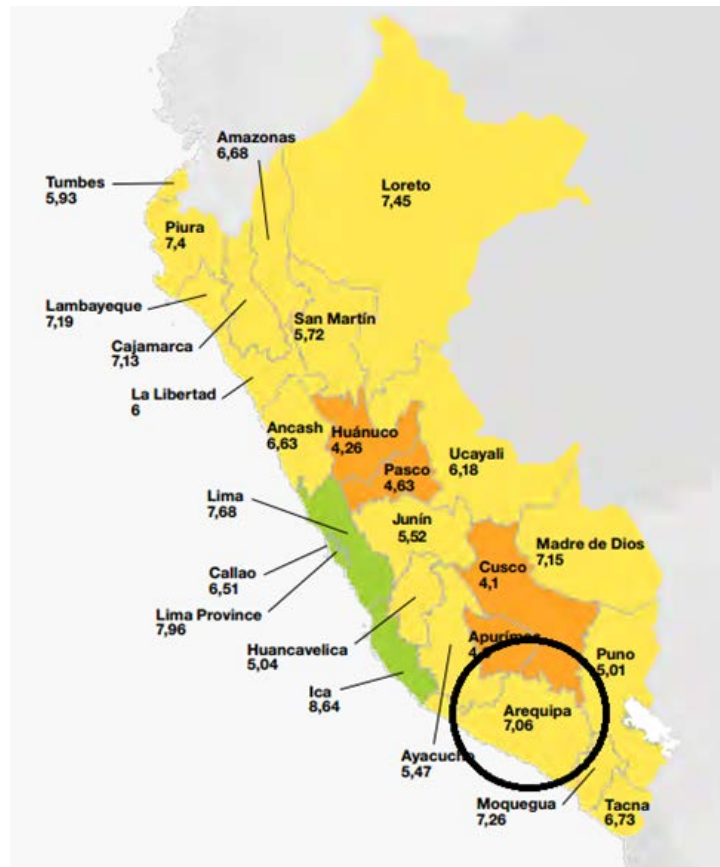 Amazonas
6,68
Tumbes
5,93
Loreto
7,45
Piura
7,4
Lambayeque
7,19
San Martín
5,72
Cajamarca
7,13
La Libertad
6
Ancash
6,63
Huánuco
4,26
Ucayali
6,18
Pasco
4,63
Lima
7,68
Junín
5,52
Madre de Dios
7,15
Callao
6,51
Cusco
4,1
Lima Province
7,96
Huancavelica
5,04
Puno
5,01
Ica
8,64
Arequipa
7,06
Ayacucho
5,47
Moquegua
7,26
Tacna
6,73